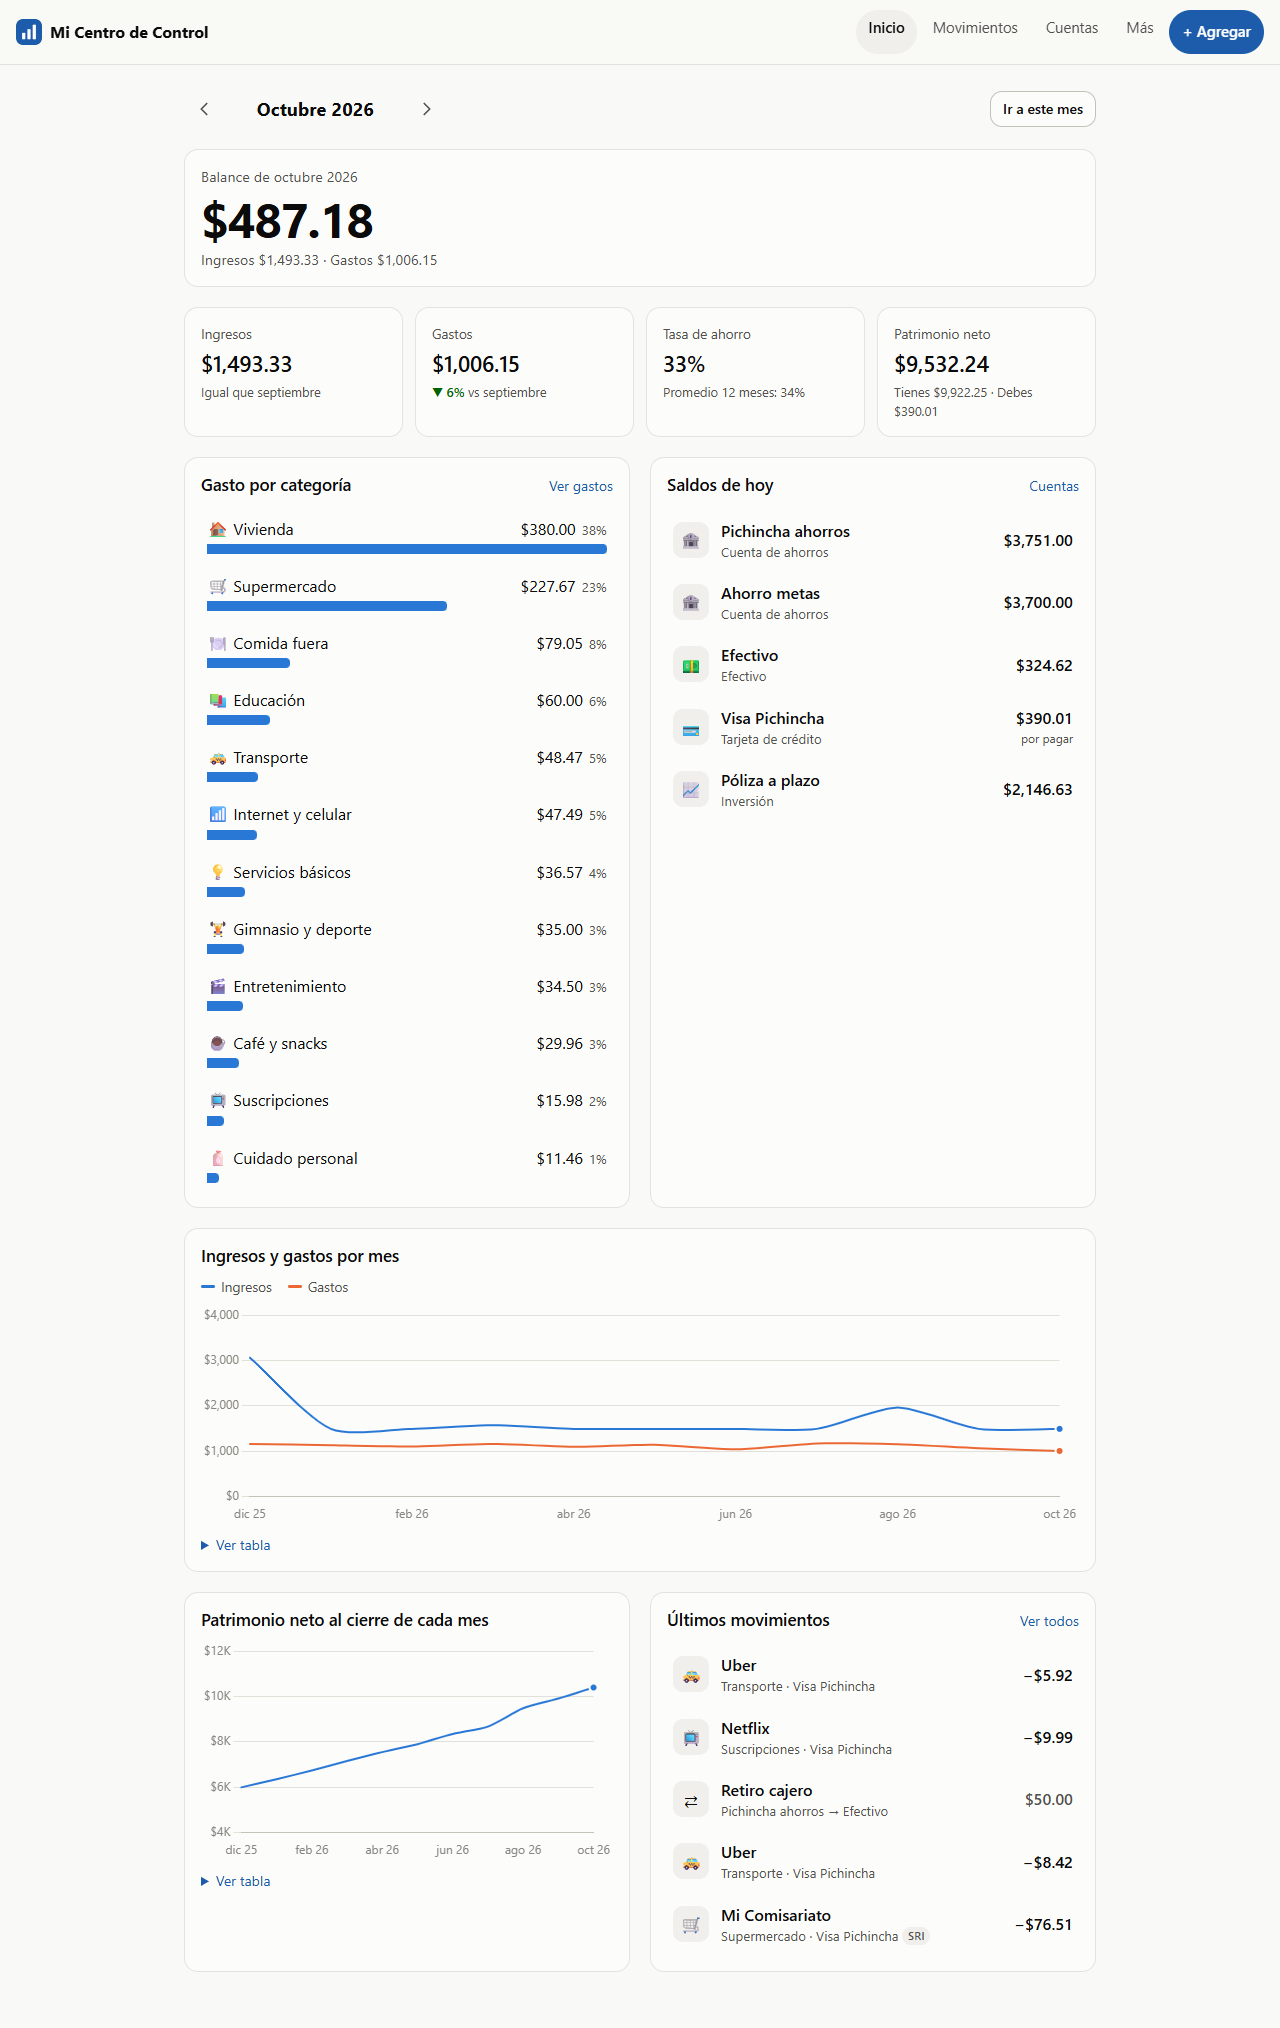 Mi Centro de Control
Inicio
Movimientos
Cuentas
Más
+ Agregar
Octubre 2026
Ir a este mes
Balance de octubre 2026
$487.18
Ingresos $1,493.33 · Gastos $1,006.15
Ingresos
$1,493.33
Igual que septiembre
Gastos
$1,006.15
▼ 6% vs septiembre
Tasa de ahorro
33%
Promedio 12 meses: 34%
Patrimonio neto
$9,532.24
Tienes $9,922.25 · Debes
$390.01
Gasto por categoría
Ver gastos
Vivienda $380.00 38%
Supermercado $227.67 23%
Comida fuera $79.05 8%
Educación $60.00 6%
Transporte $48.47 5%
Internet y celular $47.49 5%
Servicios básicos $36.57 4%
Gimnasio y deporte $35.00 3%
Entretenimiento $34.50 3%
Café y snacks $29.96 3%
Suscripciones $15.98 2%
Cuidado personal $11.46 1%
Saldos de hoy
Cuentas
Pichincha ahorros
Cuenta de ahorros
$3,751.00
Ahorro metas
Cuenta de ahorros
$3,700.00
Efectivo
Efectivo
$324.62
Visa Pichincha
Tarjeta de crédito
$390.01
por pagar
Póliza a plazo
Inversión
$2,146.63
Ingresos y gastos por mes
Ingresos
Gastos
$4,000
$3,000
$2,000
$1,000
$0
dic 25
feb 26
abr 26
jun 26
ago 26
oct 26
Ver tabla
Patrimonio neto al cierre de cada mes
$12K
$10K
$8K
$6K
$4K
dic 25
feb 26
abr 26
jun 26
ago 26
oct 26
Ver tabla
Últimos movimientos
Ver todos
Uber
Transporte · Visa Pichincha
−$5.92
Netflix
Suscripciones · Visa Pichincha
−$9.99
Retiro cajero
Pichincha ahorros → Efectivo
$50.00
Uber
Transporte · Visa Pichincha
−$8.42
Mi Comisariato
Supermercado · Visa Pichincha SRI
−$76.51